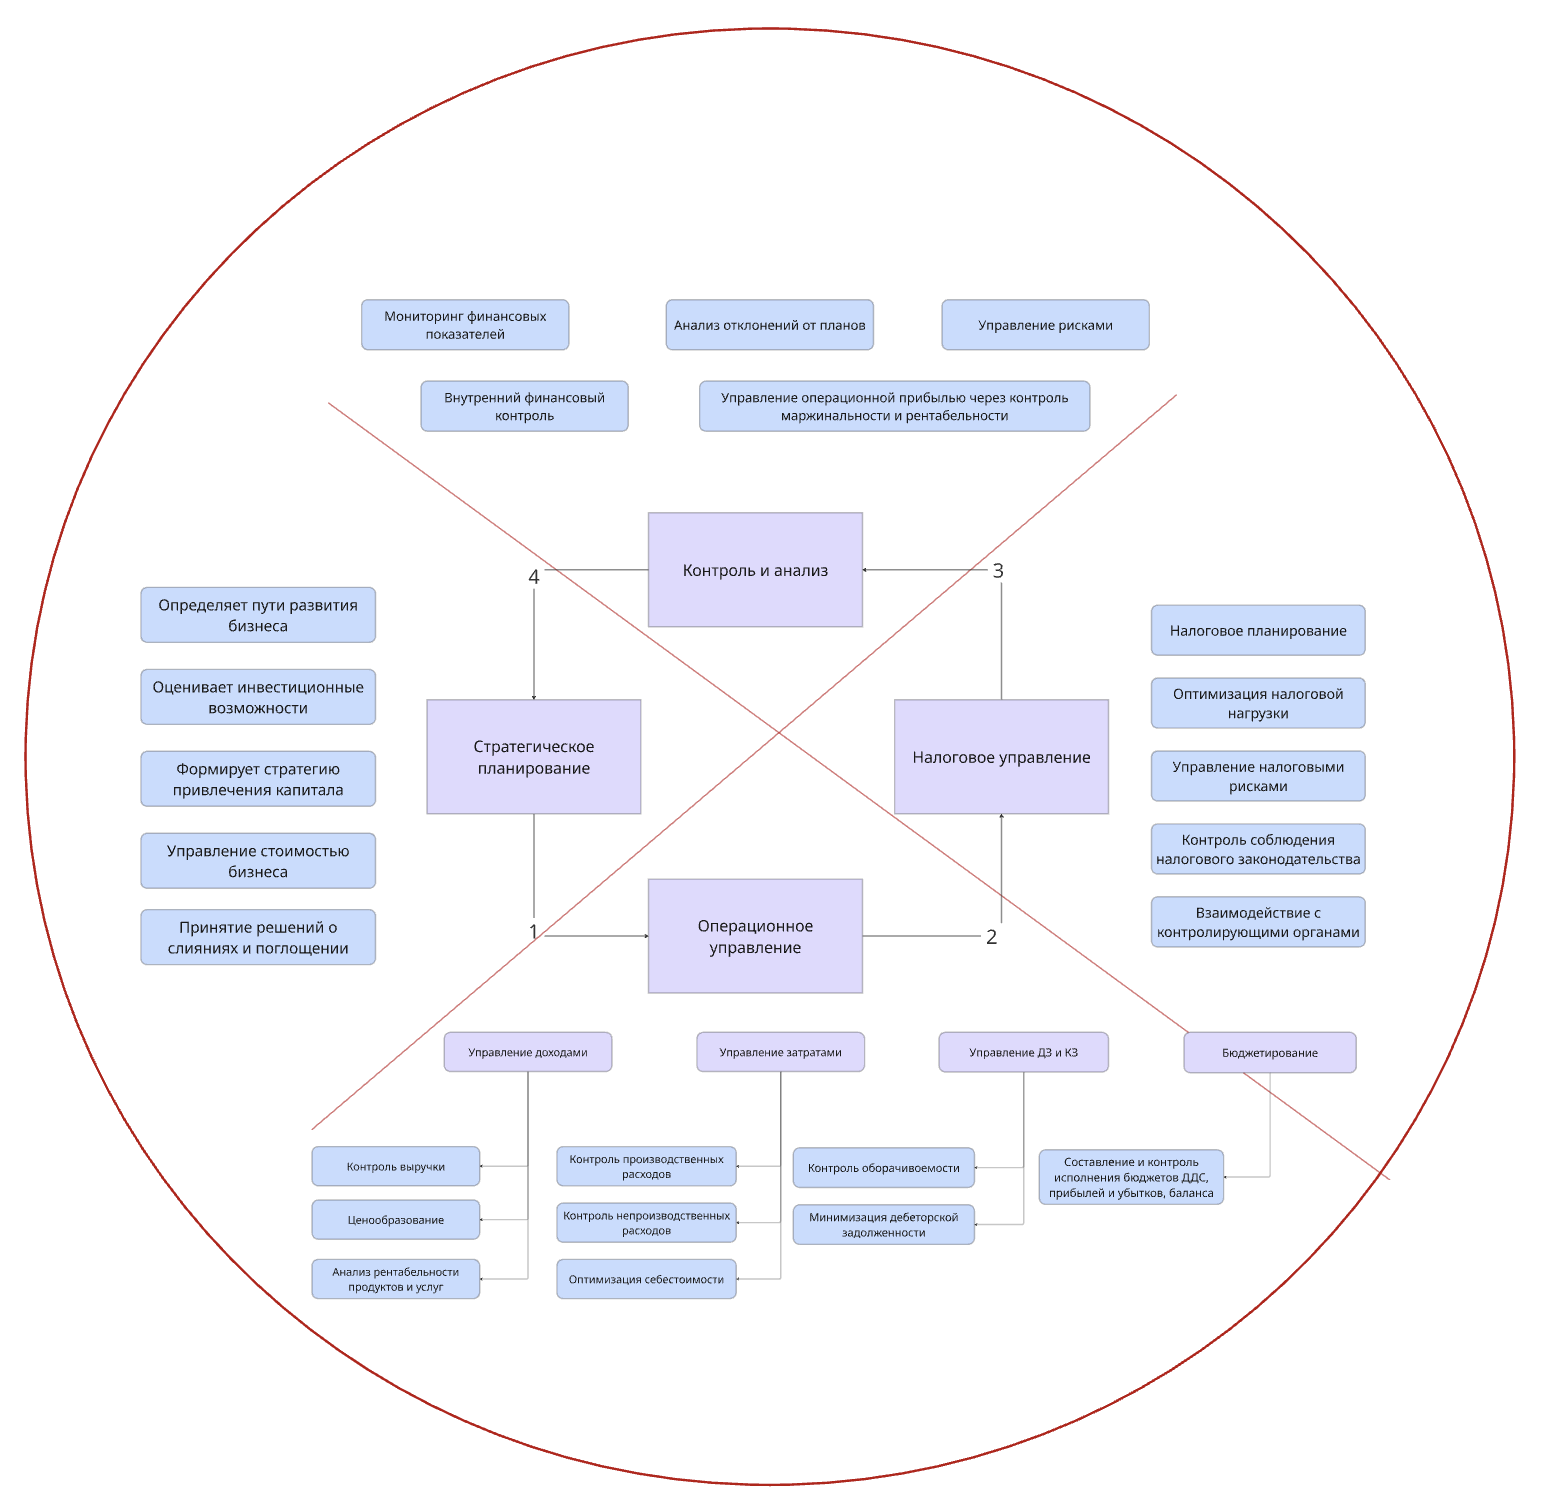 Мониторинг финансовых
показателей
Анализ отклонений от планов
Управление рисками
Внутренний финансовый
контроль
Управление операционной прибылью через контроль
маржинальности и рентабельности
Контроль и анализ
4
3
Определяет пути развития
бизнеса
Оценивает инвестиционные
возможности
Формирует стратегию
привлечения капитала
Управление стоимостью
бизнеса
Принятие решений о
слияниях и поглощении
Стратегическое
планирование
Налоговое управление
Налоговое планирование
Оптимизация налоговой
нагрузки
Управление налоговыми
рисками
Контроль соблюдения
налогового законодательства
Взаимодействие с
контролирующими органами
1
Операционное
управление
2
Управление доходами
Управление затратами
Управление ДЗ и КЗ
Бюджетирование
Контроль выручки
Ценообразование
Анализ рентабельности
продуктов и услуг
Контроль производственных
расходов
Контроль непроизводственных
расходов
Оптимизация себестоимости
Контроль оборачивоемости
Минимизация дебеторской
задолженности
Составление и контроль
исполнения бюджетов ДДС,
прибылей и убытков, баланса